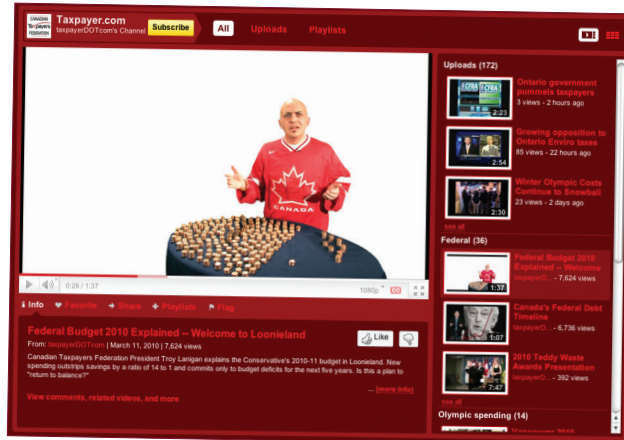 CANADIAN
Taxpayers
FEDERATION
Taxpayer.com
taxpayerDOTcom's Channel
Subscribe
All
Uploads
Playlists
CANADA
0:28 / 1:37
1080p
CC
Info
Favorite
Share
Playlists
Flag
Federal Budget 2010 Explained -- Welcome to Loonieland
From: taxpayerDOTcom | March 11, 2010 | 7,624 views
Like
Canadian Taxpayers Federation President Troy Lanigan explains the Conservative's 2010-11 budget in Loonieland. New
spending outstrips savings by a ratio of 14 to 1 and commits only to budget deficits for the next five years. Is this a plan to
"return to balance?"
... (more info)
View comments, related videos, and more
Uploads (172)
CFRA CFRA
2:23
Ontario government
pummels taxpayers
3 views - 2 hours ago
2:54
Growing opposition to
Ontario Enviro taxes
85 views - 22 hours ago
2:30
Winter Olympic Costs
Continue to Snowball
23 views - 2 days ago
see all
Federal (36)
1:37
Federal Budget 2010
Explained -- Welcome
taxpayerD... - 7,624 views
1:07
Canada's Federal Debt
Timeline
taxpayerD... - 6,736 views
7:47
2010 Teddy Waste
Awards Presentation
taxpayerD... - 392 views
see all
Olympic spending (14)
Vancouver 2010